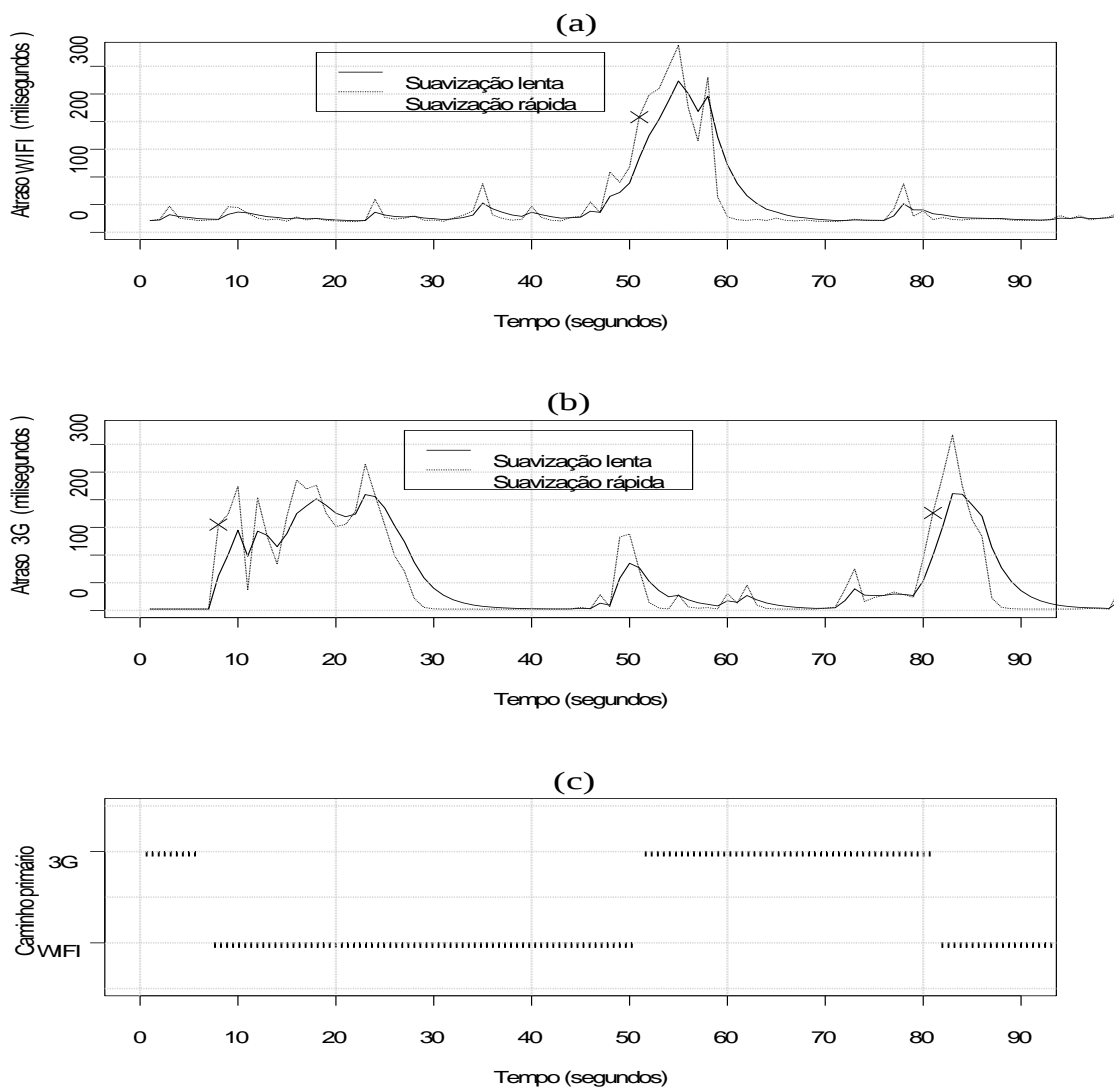 (a)
Atraso WIFI (milisegundos )
300
200
100
0
Suavização lenta
Suavização rápida
0 10 20 30 40 50 60 70 80 90
Tempo (segundos)
(b)
Atraso 3G (milisegundos )
300
200
100
0
Suavização lenta
Suavização rápida
0 10 20 30 40 50 60 70 80 90
Tempo (segundos)
(c)
Caminho primário
3G
WIFI
0 10 20 30 40 50 60 70 80 90
Tempo (segundos)